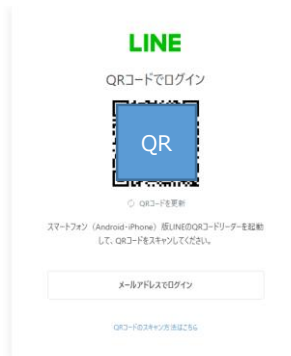 LINE
QRコードでログイン
QR
QRコードを更新
スマートフォン（Android・iPhone）版LINEのQRコードリーダーを起動
して、QRコードをスキャンしてください。
メールアドレスでログイン
QRコードのスキャン方法はこちら